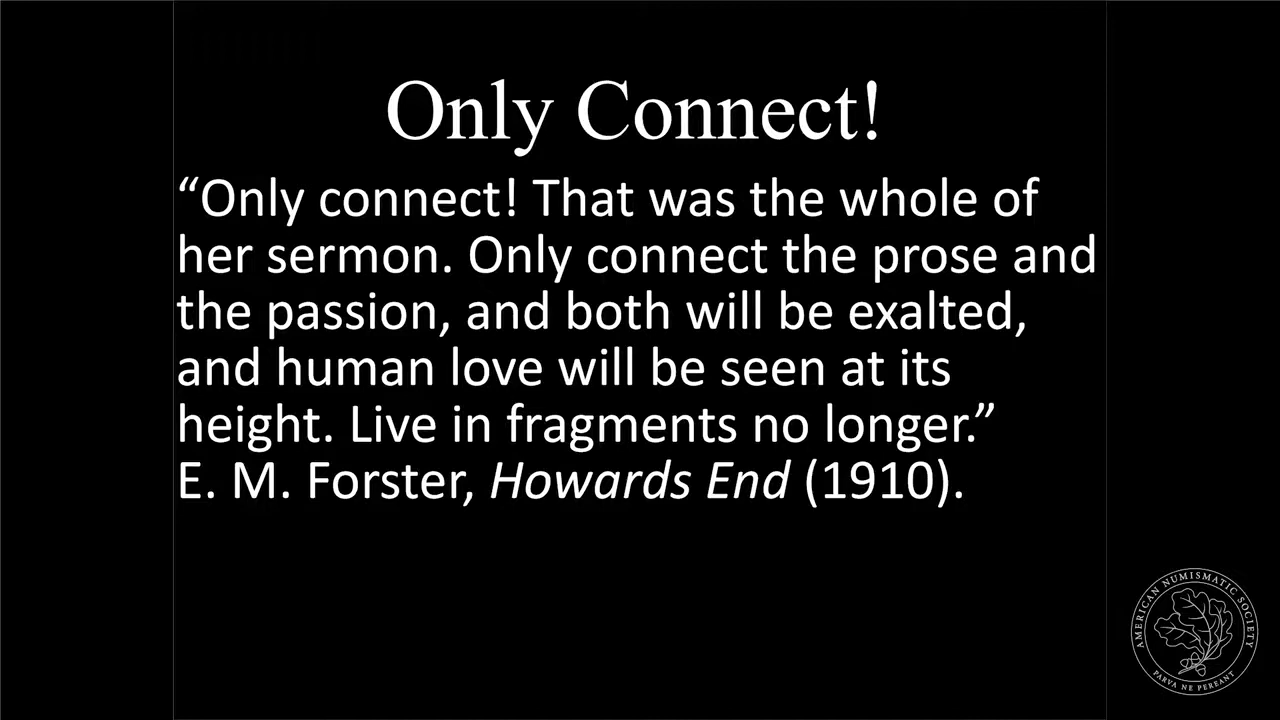 Only Connect!
“Only connect! That was the whole of
her sermon. Only connect the prose and
the passion, and both will be exalted,
and human love will be seen at its
height. Live in fragments no longer.”
E. M. Forster, Howards End (1910).
AMERICAN NUMISMATIC SOCIETY
PARVA NE PEREANT